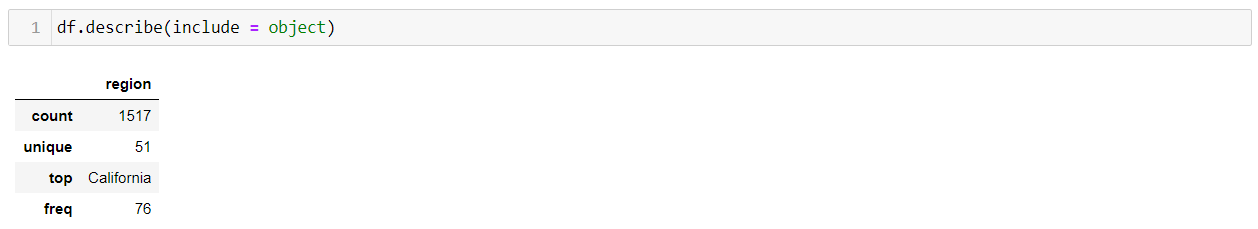 1 df.describe(include = object)
region
count 1517
unique 51
top California
freq 76